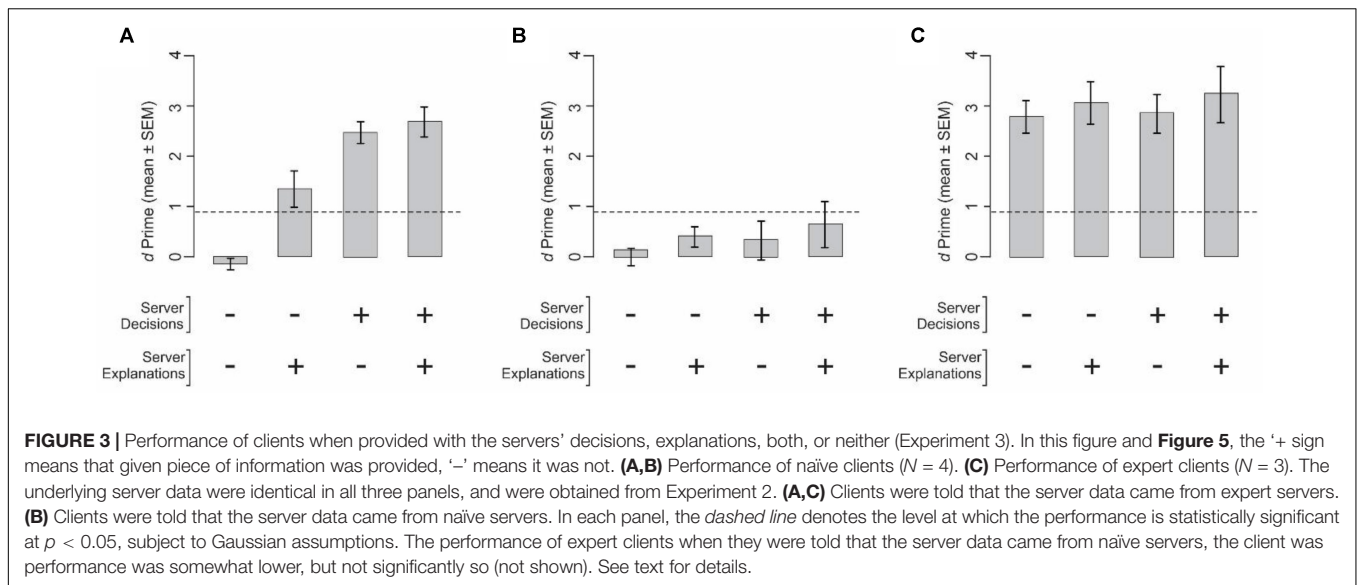 A
B
C
4
3
2
1
0
d Prime (mean ± SEM)
4
3
2
1
0
d Prime (mean ± SEM)
4
3
2
1
0
d Prime (mean ± SEM)
Server
Decisions
- - + +
Server
Explanations
- + - +
Server
Decisions
- - + +
Server
Explanations
- + - +
Server
Decisions
- - + +
Server
Explanations
- + - +
FIGURE 3 | Performance of clients when provided with the servers' decisions, explanations, both, or neither (Experiment 3). In this figure and Figure 5, the '+ sign
means that given piece of information was provided, '–' means it was not. (A,B) Performance of naïve clients (N = 4). (C) Performance of expert clients (N = 3). The
underlying server data were identical in all three panels, and were obtained from Experiment 2. (A,C) Clients were told that the server data came from expert servers.
(B) Clients were told that the server data came from naïve servers. In each panel, the dashed line denotes the level at which the performance is statistically significant
at p < 0.05, subject to Gaussian assumptions. The performance of expert clients when they were told that the server data came from naïve servers, the client was
performance was somewhat lower, but not significantly so (not shown). See text for details.